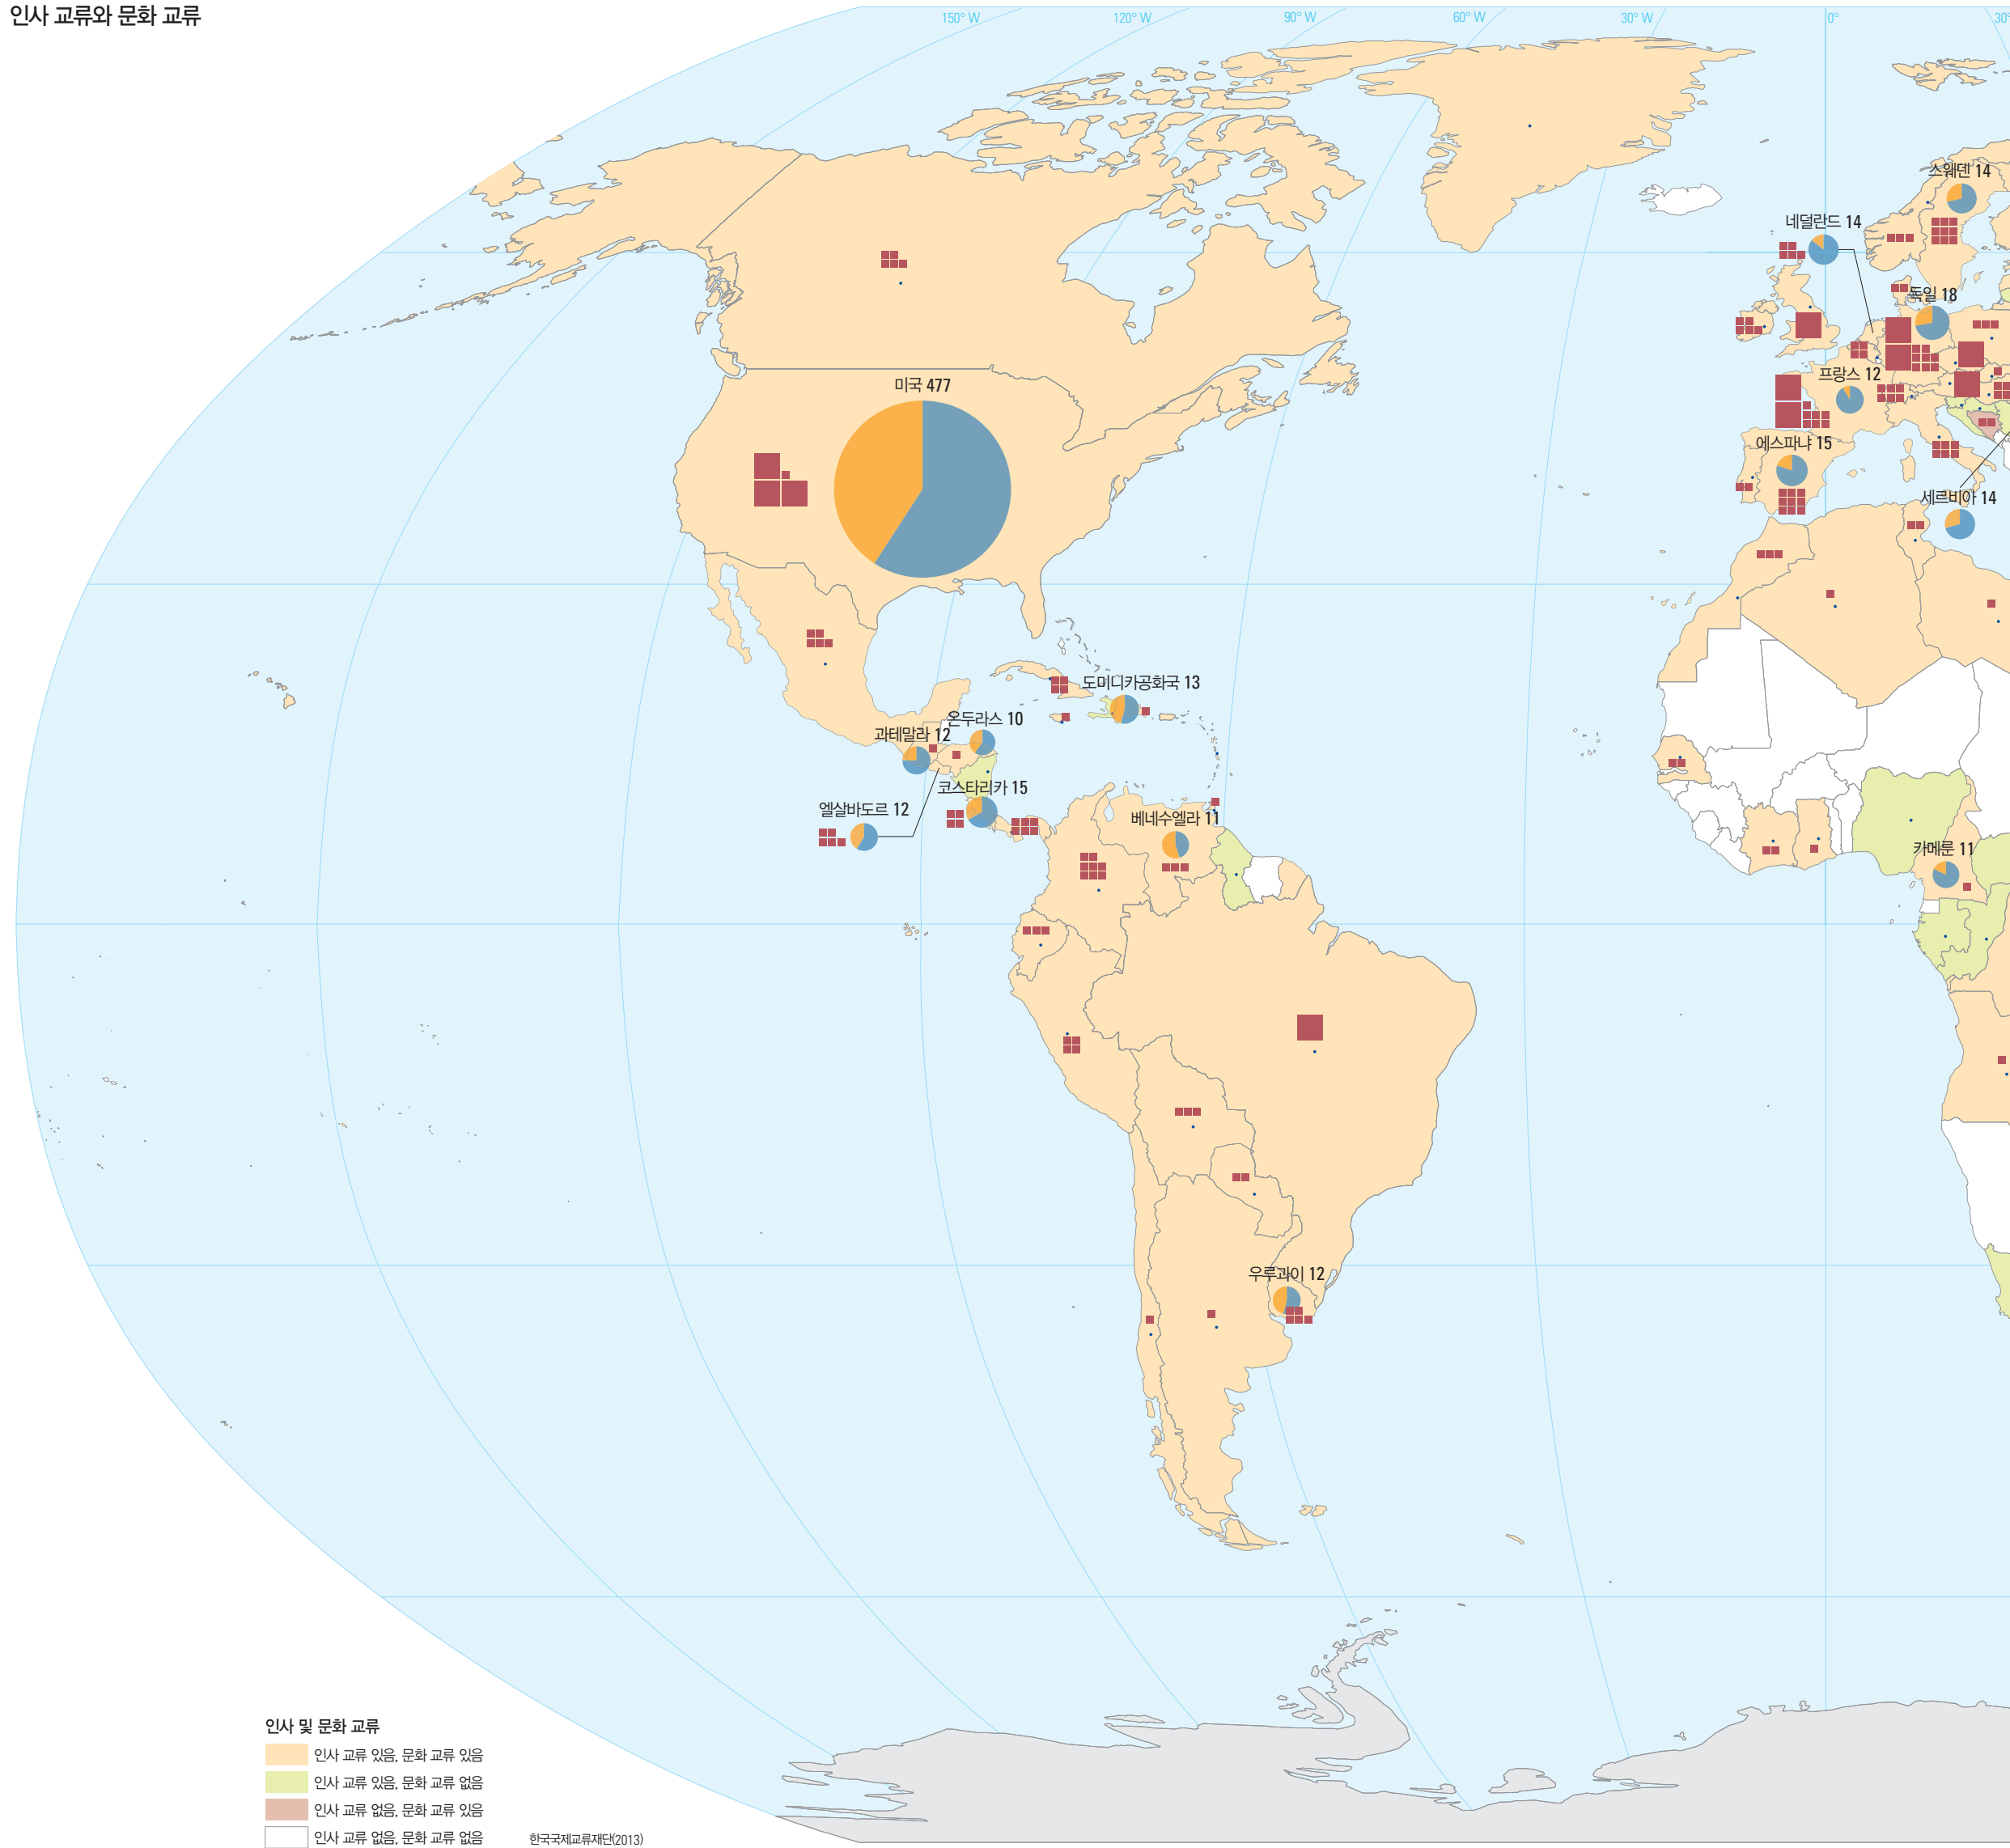 인사 교류와 문화 교류
150° W
120° W
90° W
60° W
30° W
0°
30°
스웨덴 14
네덜란드 14
독일 18
프랑스 12
미국 477
에스파냐 15
세르비아 14
도미니카공화국 13
온두라스 10
과테말라 12
코스타리카 15
엘살바도르 12
베네수엘라 11
카메룬 11
우루과이 12
인사 및 문화 교류
인사 교류 있음, 문화 교류 있음
인사 교류 있음, 문화 교류 없음
인사 교류 없음, 문화 교류 있음
인사 교류 없음, 문화 교류 없음
한국국제교류재단(2013)